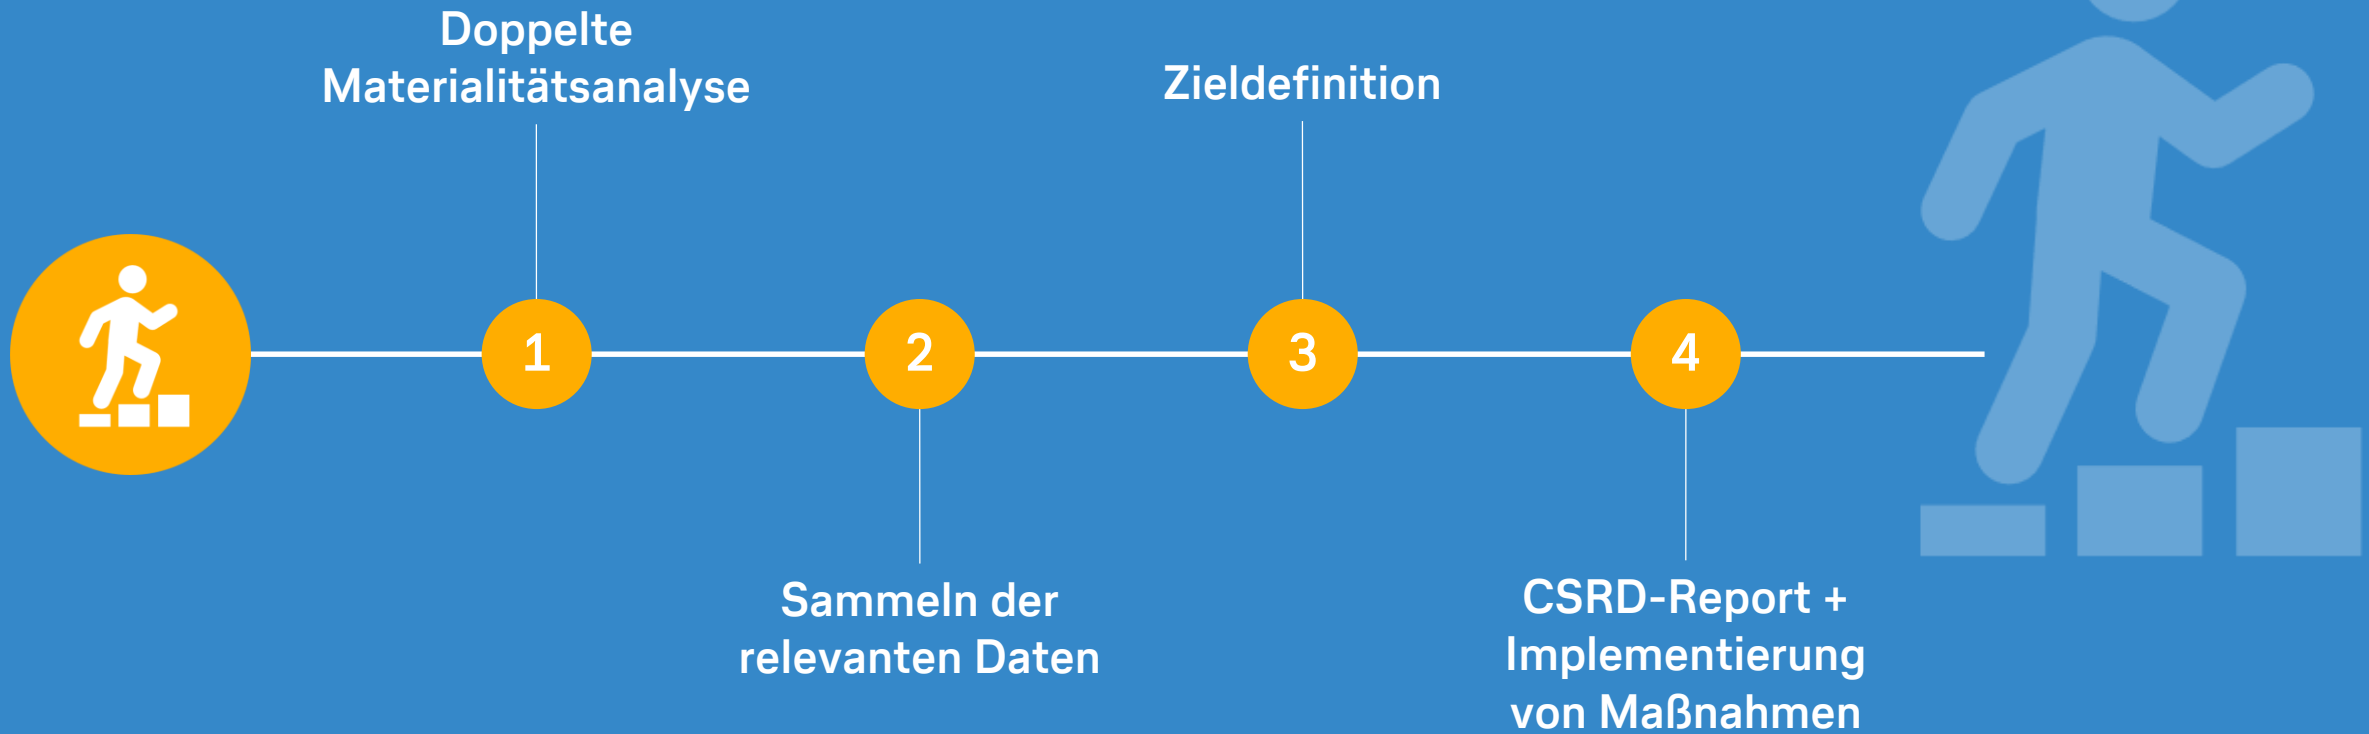 Doppelte
Materialitätsanalyse
1
Sammeln der
relevanten Daten
2
Zieldefinition
3
CSRD-Report +
Implementierung
von Maßnahmen
4